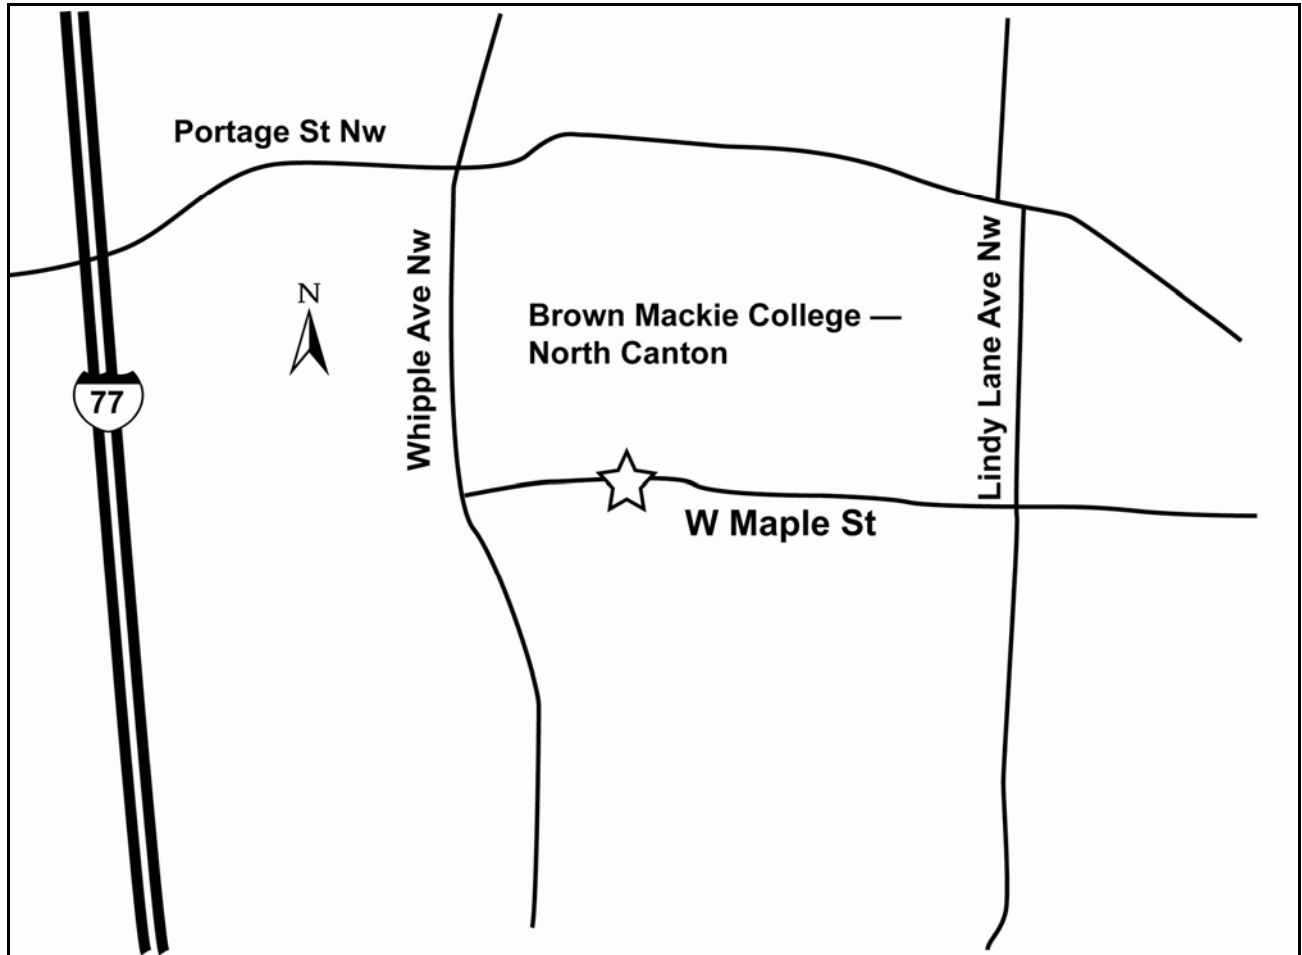 Portage St Nw
N
Whipple Ave Nw
Lindy Lane Ave Nw
Brown Mackie College —
North Canton
77
W Maple St